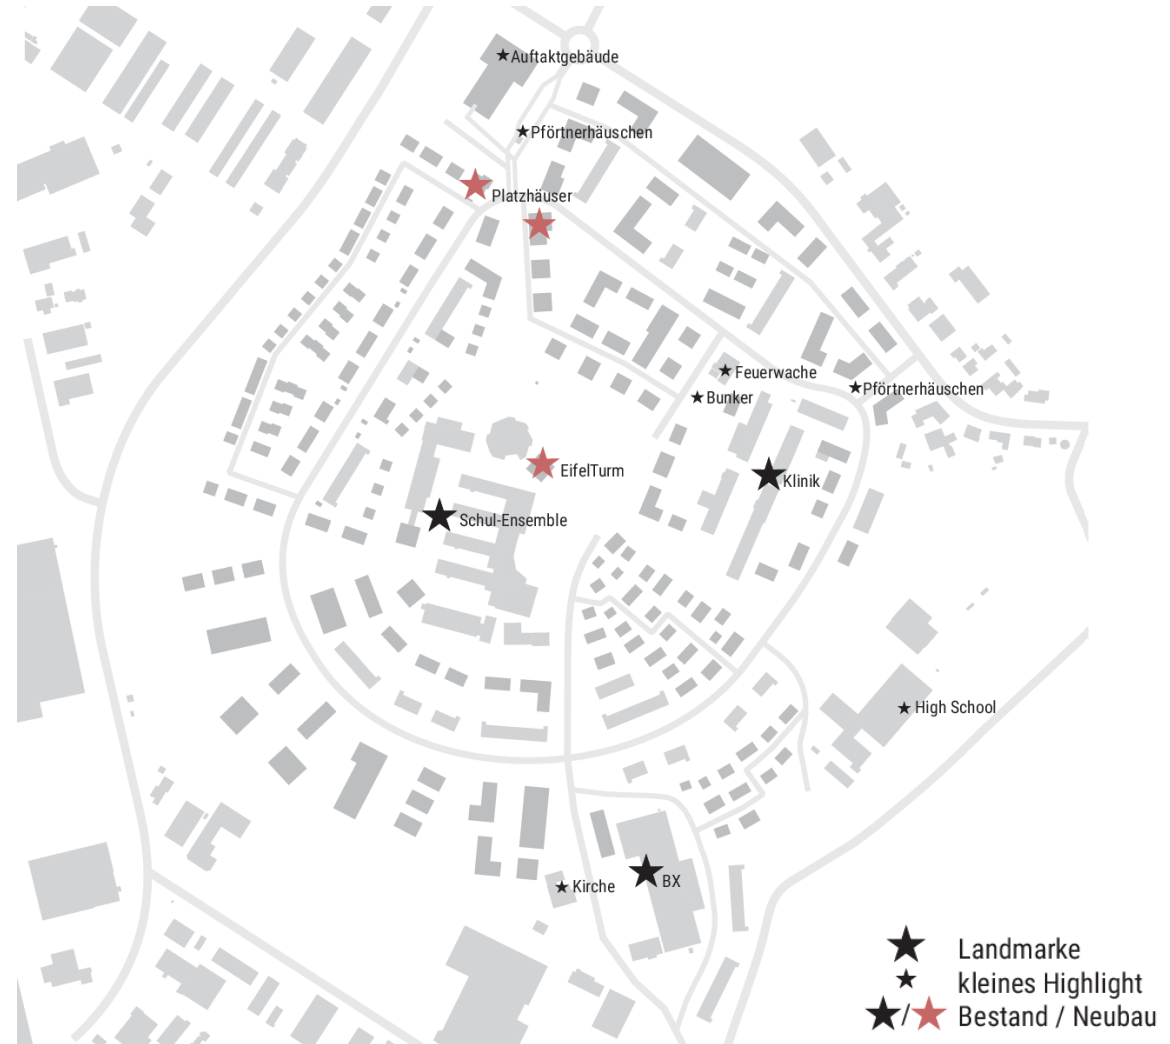 Auftaktgebäude
Pförtnerhäuschen
Platzhäuser
Feuerwache
Pförtnerhäuschen
Bunker
EifelTurm
Klinik
Schul-Ensemble
High School
BX
Kirche
Landmarke
kleines Highlight
/ Bestand / Neubau